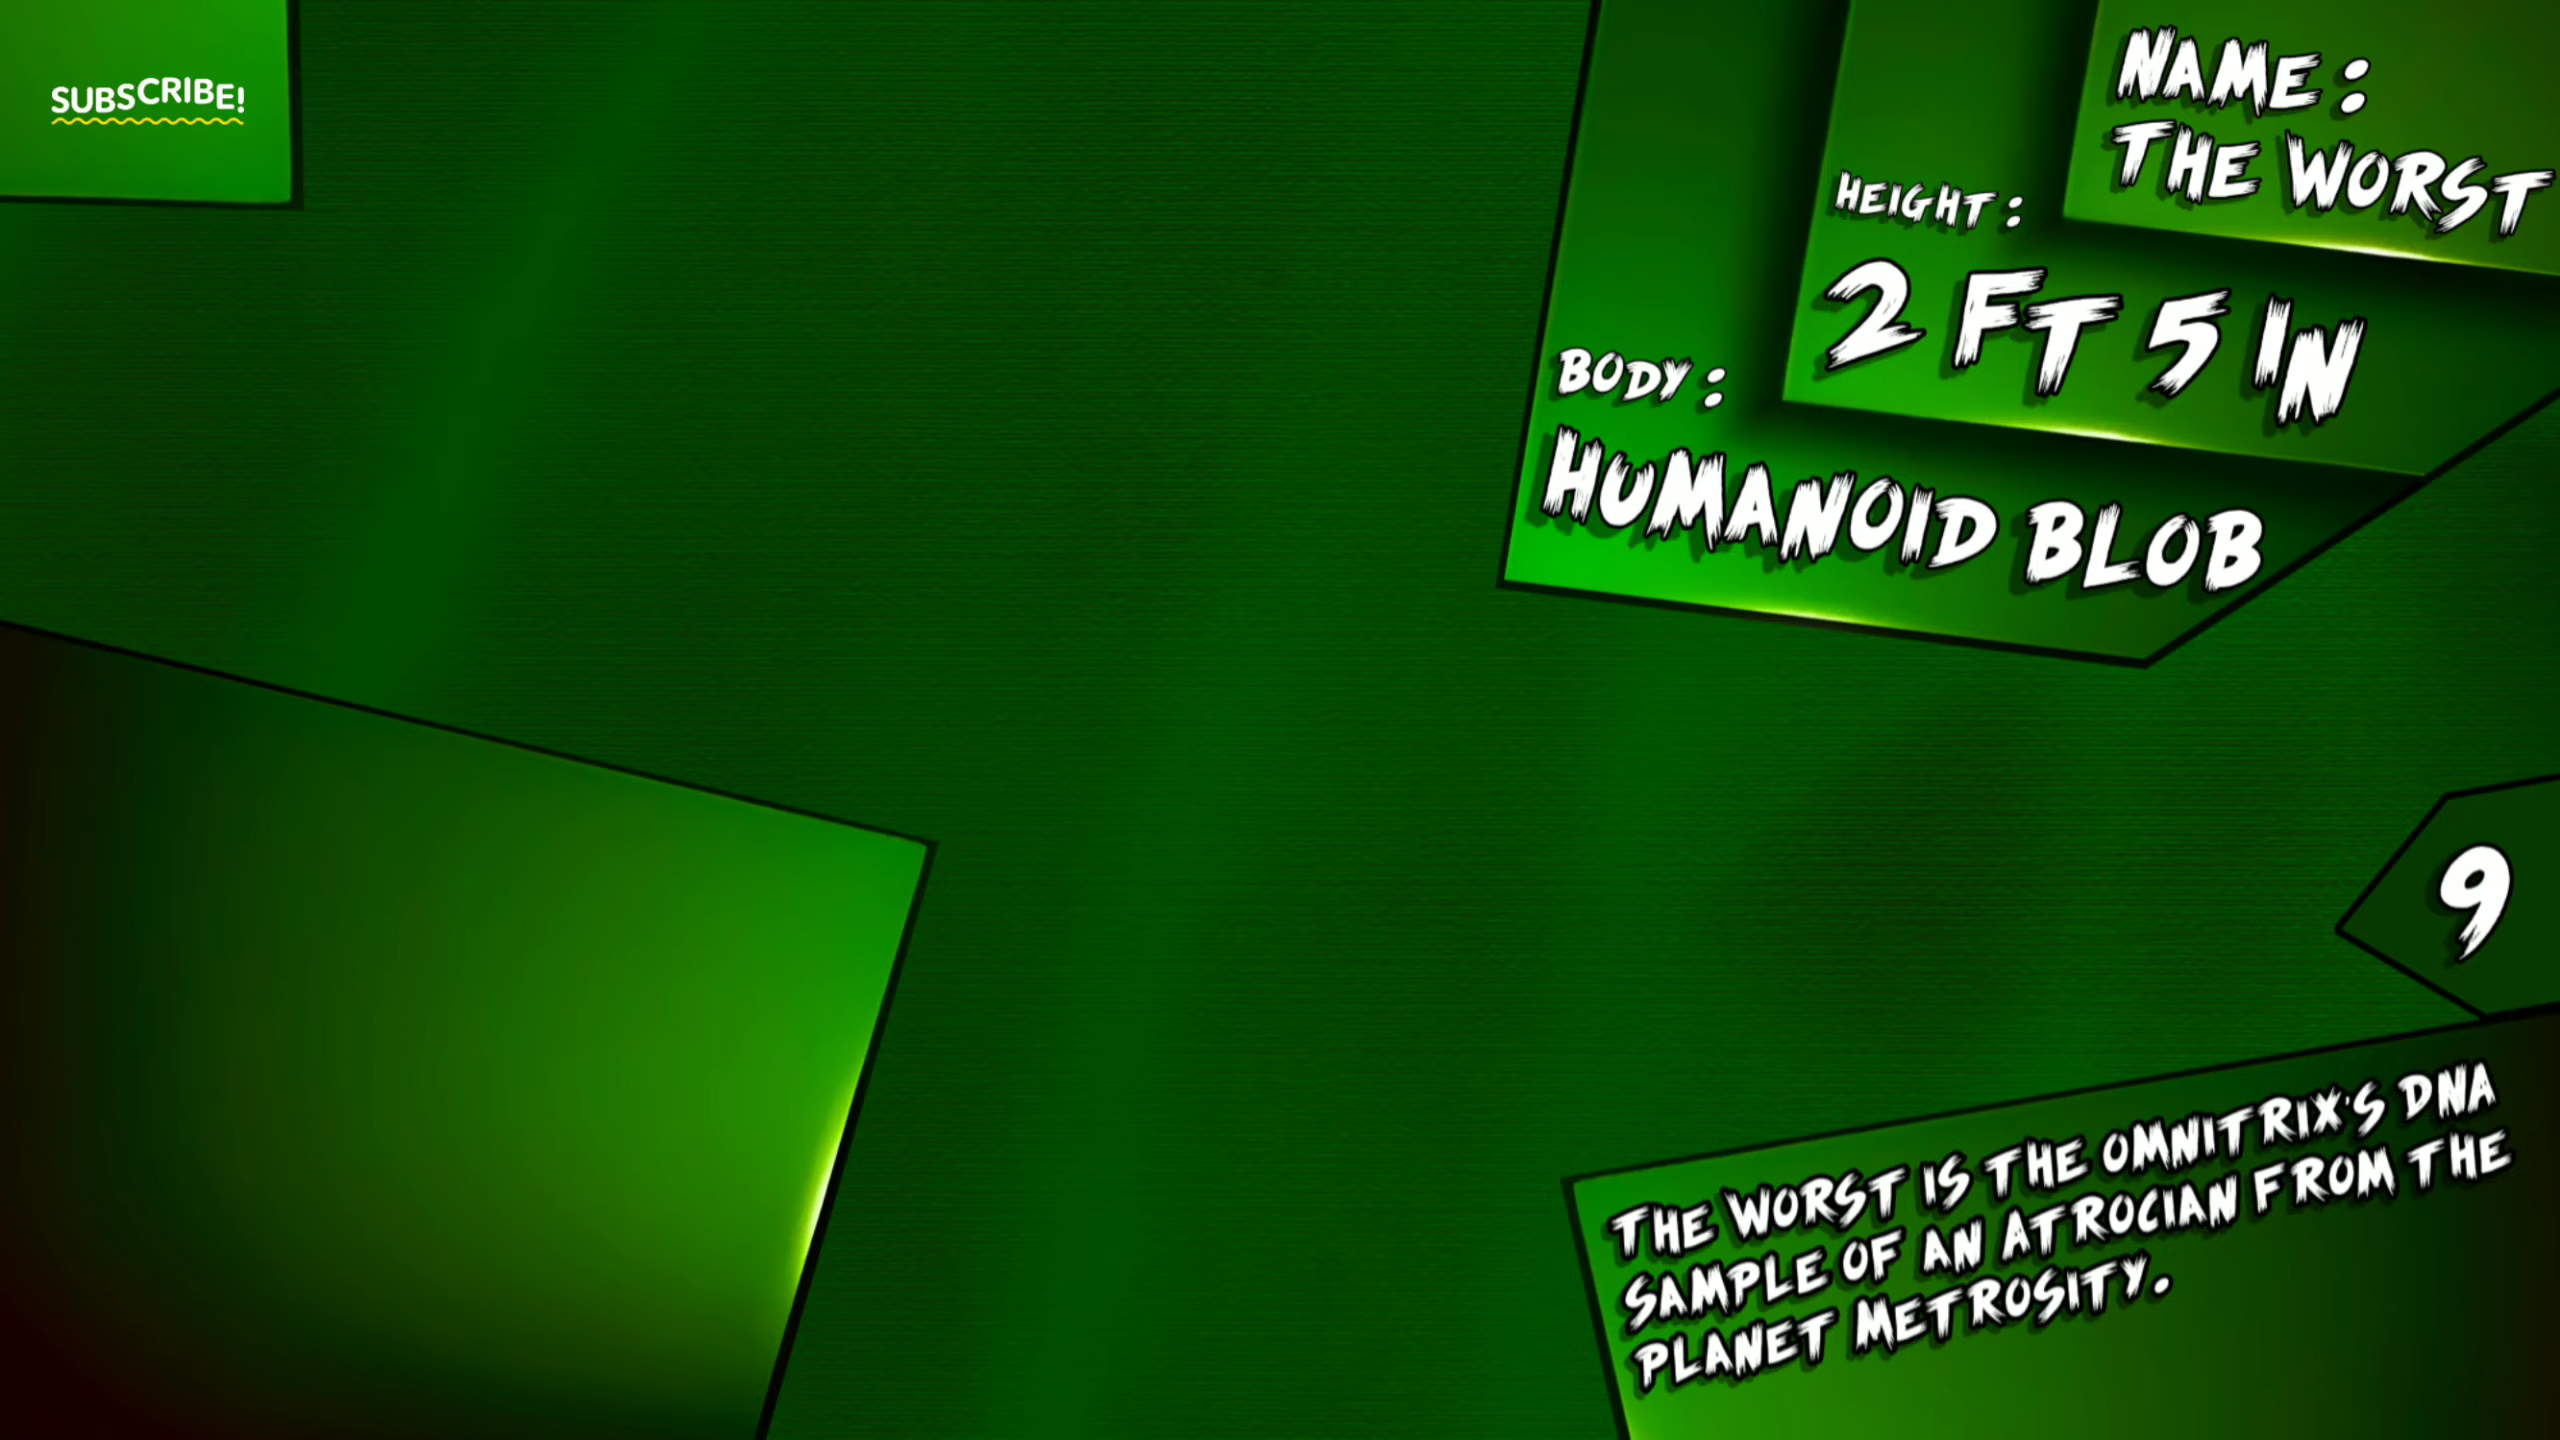 SUBSCRIBE!
NAME :
THE WORST
HEIGHT :
2 FT 5 IN
BODY :
HUMANOID BLOB
9
THE WORST IS THE OMNITRIX'S DNA
SAMPLE OF AN ATROCIAN FROM THE
PLANET METROSITY.